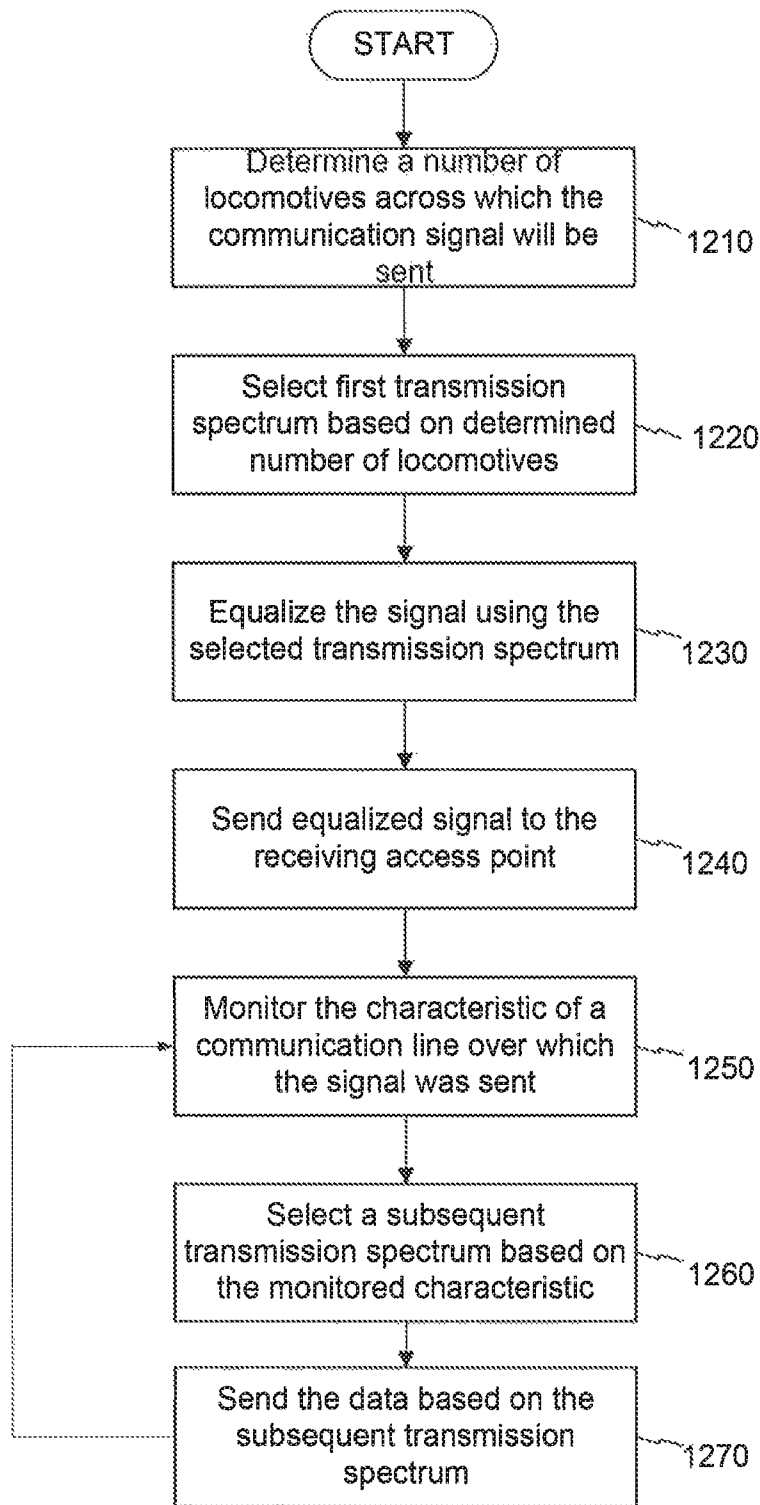 START
Determine a number of
locomotives across which the
communication signal will be
sent
1210
Select first transmission
spectrum based on determined
number of locomotives
1220
Equalize the signal using the
selected transmission spectrum
1230
Send equalized signal to the
receiving access point
1240
Monitor the characteristic of a
communication line over which
the signal was sent
1250
Select a subsequent
transmission spectrum based on
the monitored characteristic
1260
Send the data based on the
subsequent transmission
spectrum
1270